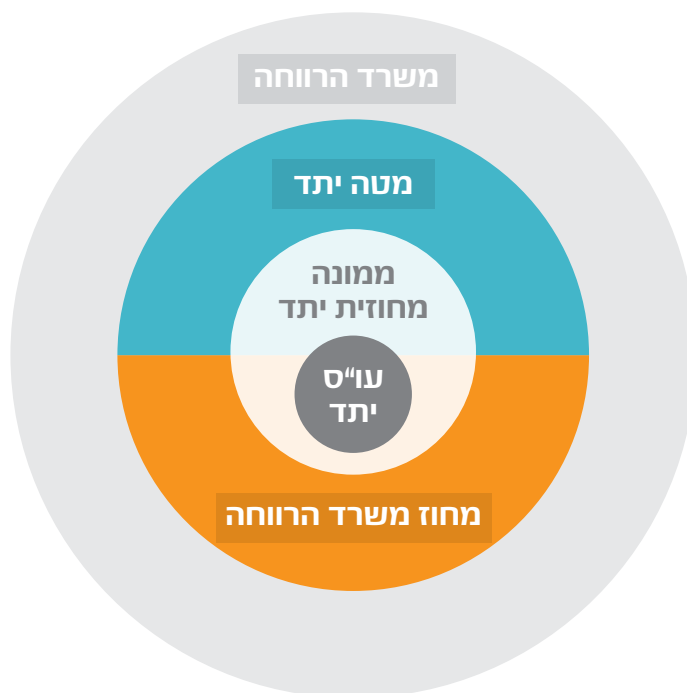 משרד הרווחה
מטה יתד
ממונה
מחוזית יתד
עו“ס
יתד
מחוז משרד הרווחה